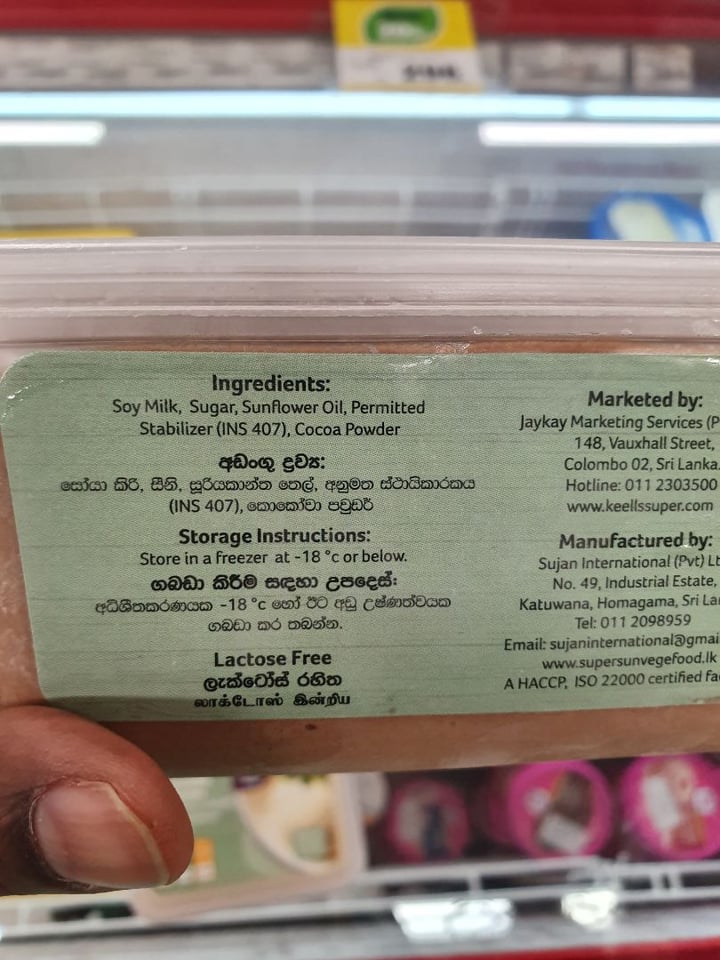 Ingredients:
Soy Milk, Sugar, Sunflower Oil, Permitted
Stabilizer (INS 407), Cocoa Powder
අඩංගු ද්‍රව්‍ය:
සෝයා කිරි, සීනි, සූරියකාන්ත තෙල්, අනුමත ස්ථායිකාරකය
(INS 407), කොකෝවා පවුඩර්
Storage Instructions:
Store in a freezer at -18 °c or below.
ගබඩා කිරීම සඳහා උපදෙස්:
අධිශීතකරණයක -18 °c හෝ ඊට අඩු උෂ්ණත්වයක
ගබඩා කර තබන්න.
Lactose Free
ලැක්ටෝස් රහිත
லாக்டோஸ் இன்றிய
Marketed by:
Jaykay Marketing Services (P
148, Vauxhall Street,
Colombo 02, Sri Lanka.
Hotline: 011 2303500
www.keellssuper.com
Manufactured by:
Sujan International (Pvt) Lt
No. 49, Industrial Estate,
Katuwana, Homagama, Sri La
Tel: 011 2098959
Email: sujaninternational@gmai
www.supersunvegefood.lk
A HACCP, ISO 22000 certified fa